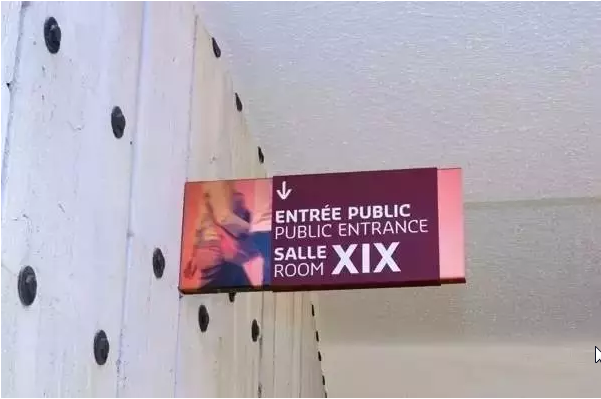 ENTRÉE PUBLIC
PUBLIC ENTRANCE
SALLE
ROOM XIX